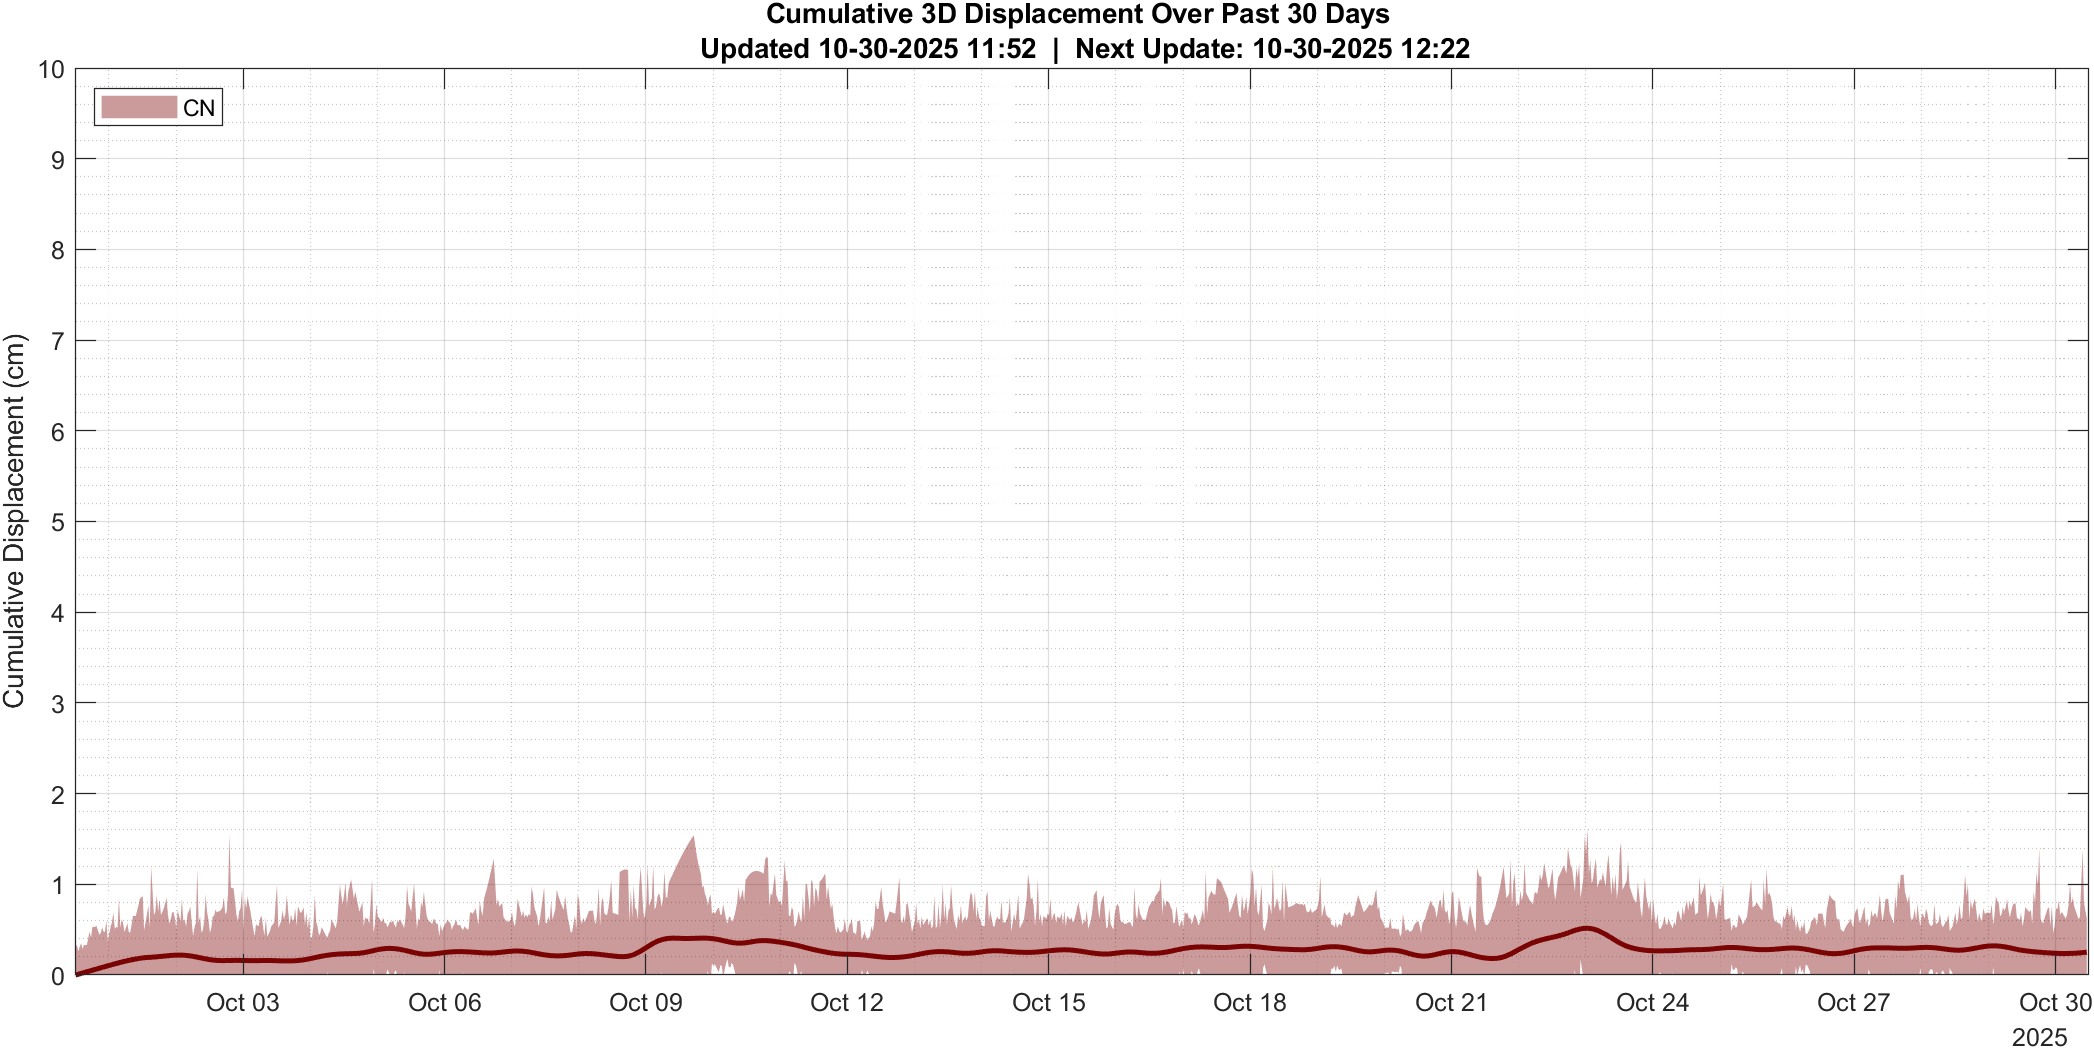 Cumulative 3D Displacement Over Past 30 Days
Updated 10-30-2025 11:52 | Next Update: 10-30-2025 12:22
CN
Cumulative Displacement (cm)
10
9
8
7
6
5
4
3
2
1
0
Oct 03 Oct 06 Oct 09 Oct 12 Oct 15 Oct 18 Oct 21 Oct 24 Oct 27 Oct 30
2025